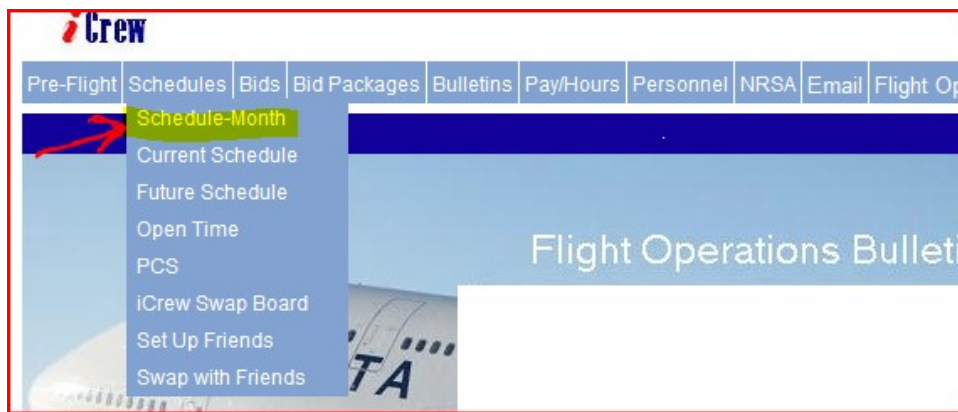 iCrew
Pre-Flight Schedules Bids Bid Packages Bulletins Pay/Hours Personnel NRSA Email Flight Op
Schedule-Month
Current Schedule
Future Schedule
Open Time
PCS
iCrew Swap Board
Set Up Friends
Swap with Friends
Flight Operations Bulleti
TA